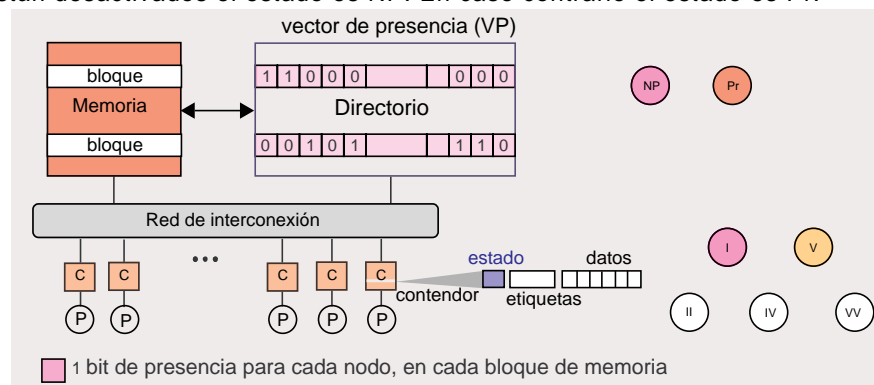 están desactivados el estado es NP. En caso contrario el estado es Pr.
vector de presencia (VP)
bloque
1 1 0 0 0 0 0 0
NP
Pr
Memoria
Directorio
bloque
0 0 1 0 1 1 1 0
Red de interconexión
I
V
C
C
...
C
C
C
estado
datos
contendor
etiquetas
P
P
P
P
P
II
IV
VV
1 bit de presencia para cada nodo, en cada bloque de memoria